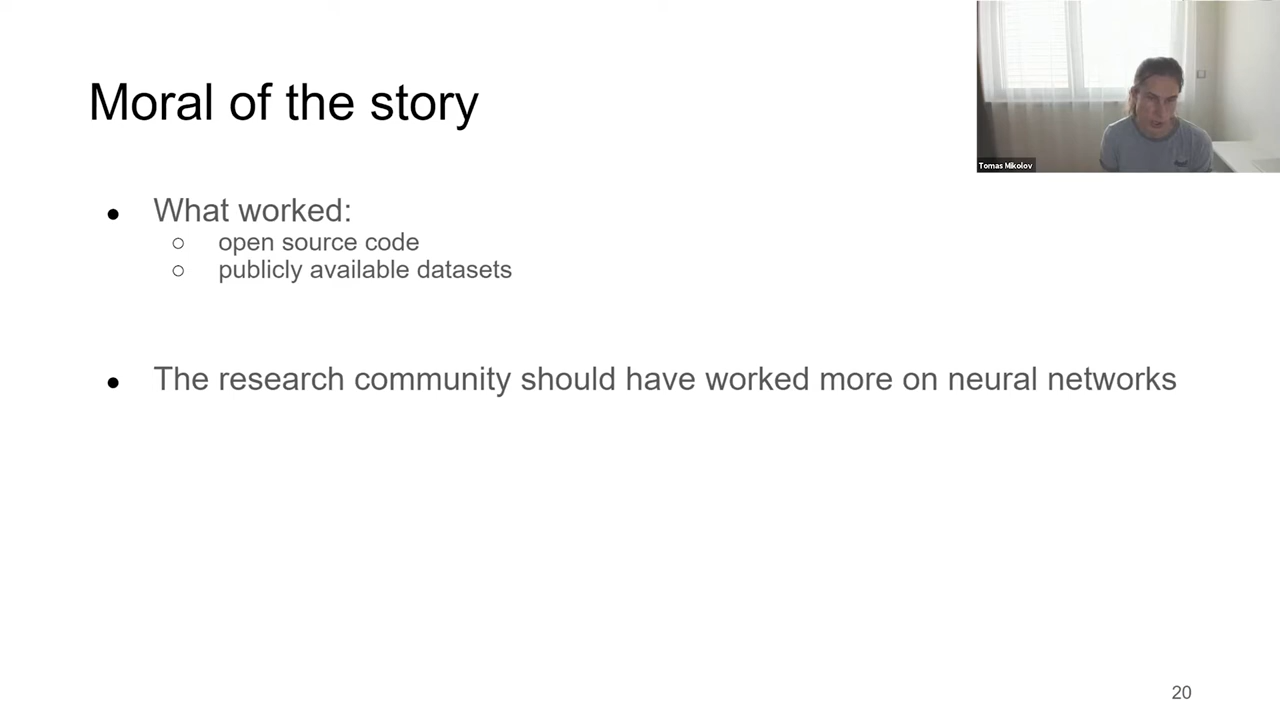 Moral of the story
Tomas Mikolov
● What worked:
○ open source code
○ publicly available datasets
● The research community should have worked more on neural networks
20